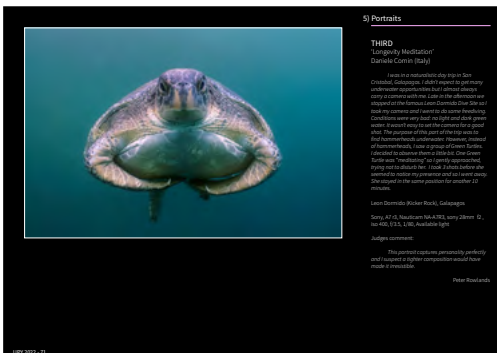 5) Portraits
THIRD
'Longevity Meditation'
Daniele Comin (Italy)
I was in a naturalistic day trip in San
Cristobal, Galapagos. I didn't expect to get many
underwater opportunities but I almost always
carry a camera with me. Late in the afternoon we
stopped at the famous Leon Dormido Dive Site so I
took my camera and I went to do some freediving.
Conditions were very bad: no light and dark green
water. It wasn't easy to set the camera for a good
shot. The purpose of this part of the trip was to
find hammerheads underwater. However, instead
of hammerheads, I saw a group of Green Turtles.
I decided to observe them a little bit. One Green
Turtle was "meditating" so I gently approached,
trying not to disturb her. I took 3 shots before she
seemed to notice my presence and so I went away.
She stayed in the same position for another 10
minutes.
Leon Dormido (Kicker Rock), Galapagos
Sony, A7 r3, Nauticam NA-A7R3, sony 28mm f2,
iso 400, f/3.5, 1/80, Available light
Judges comment:
This portrait captures personality perfectly
and I suspect a tighter composition would have
made it irresistible.
Peter Rowlands
UPY 2022 - 71